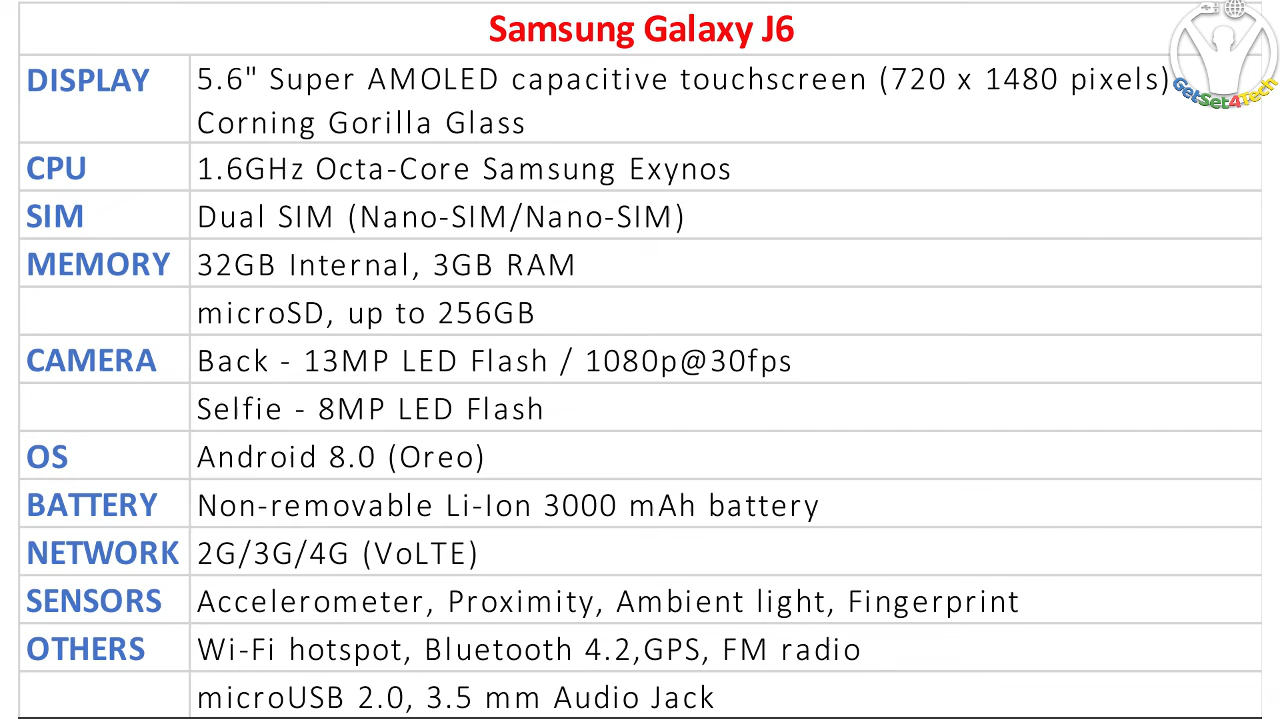 Samsung Galaxy J6
DISPLAY 5.6" Super AMOLED capacitive touchscreen (720 x 1480 pixels)
Corning Gorilla Glass
CPU 1.6GHz Octa-Core Samsung Exynos
SIM Dual SIM (Nano-SIM/Nano-SIM)
MEMORY 32GB Internal, 3GB RAM
microSD, up to 256GB
CAMERA Back - 13MP LED Flash / 1080p@30fps
Selfie - 8MP LED Flash
OS Android 8.0 (Oreo)
BATTERY Non-removable Li-Ion 3000 mAh battery
NETWORK 2G/3G/4G (VoLTE)
SENSORS Accelerometer, Proximity, Ambient light, Fingerprint
OTHERS Wi-Fi hotspot, Bluetooth 4.2,GPS, FM radio
microUSB 2.0, 3.5 mm Audio Jack
GetSet4Tech